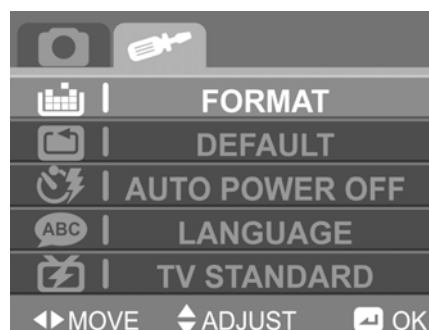 FORMAT
DEFAULT
AUTO POWER OFF
ABC LANGUAGE
TV STANDARD
MOVE ADJUST OK